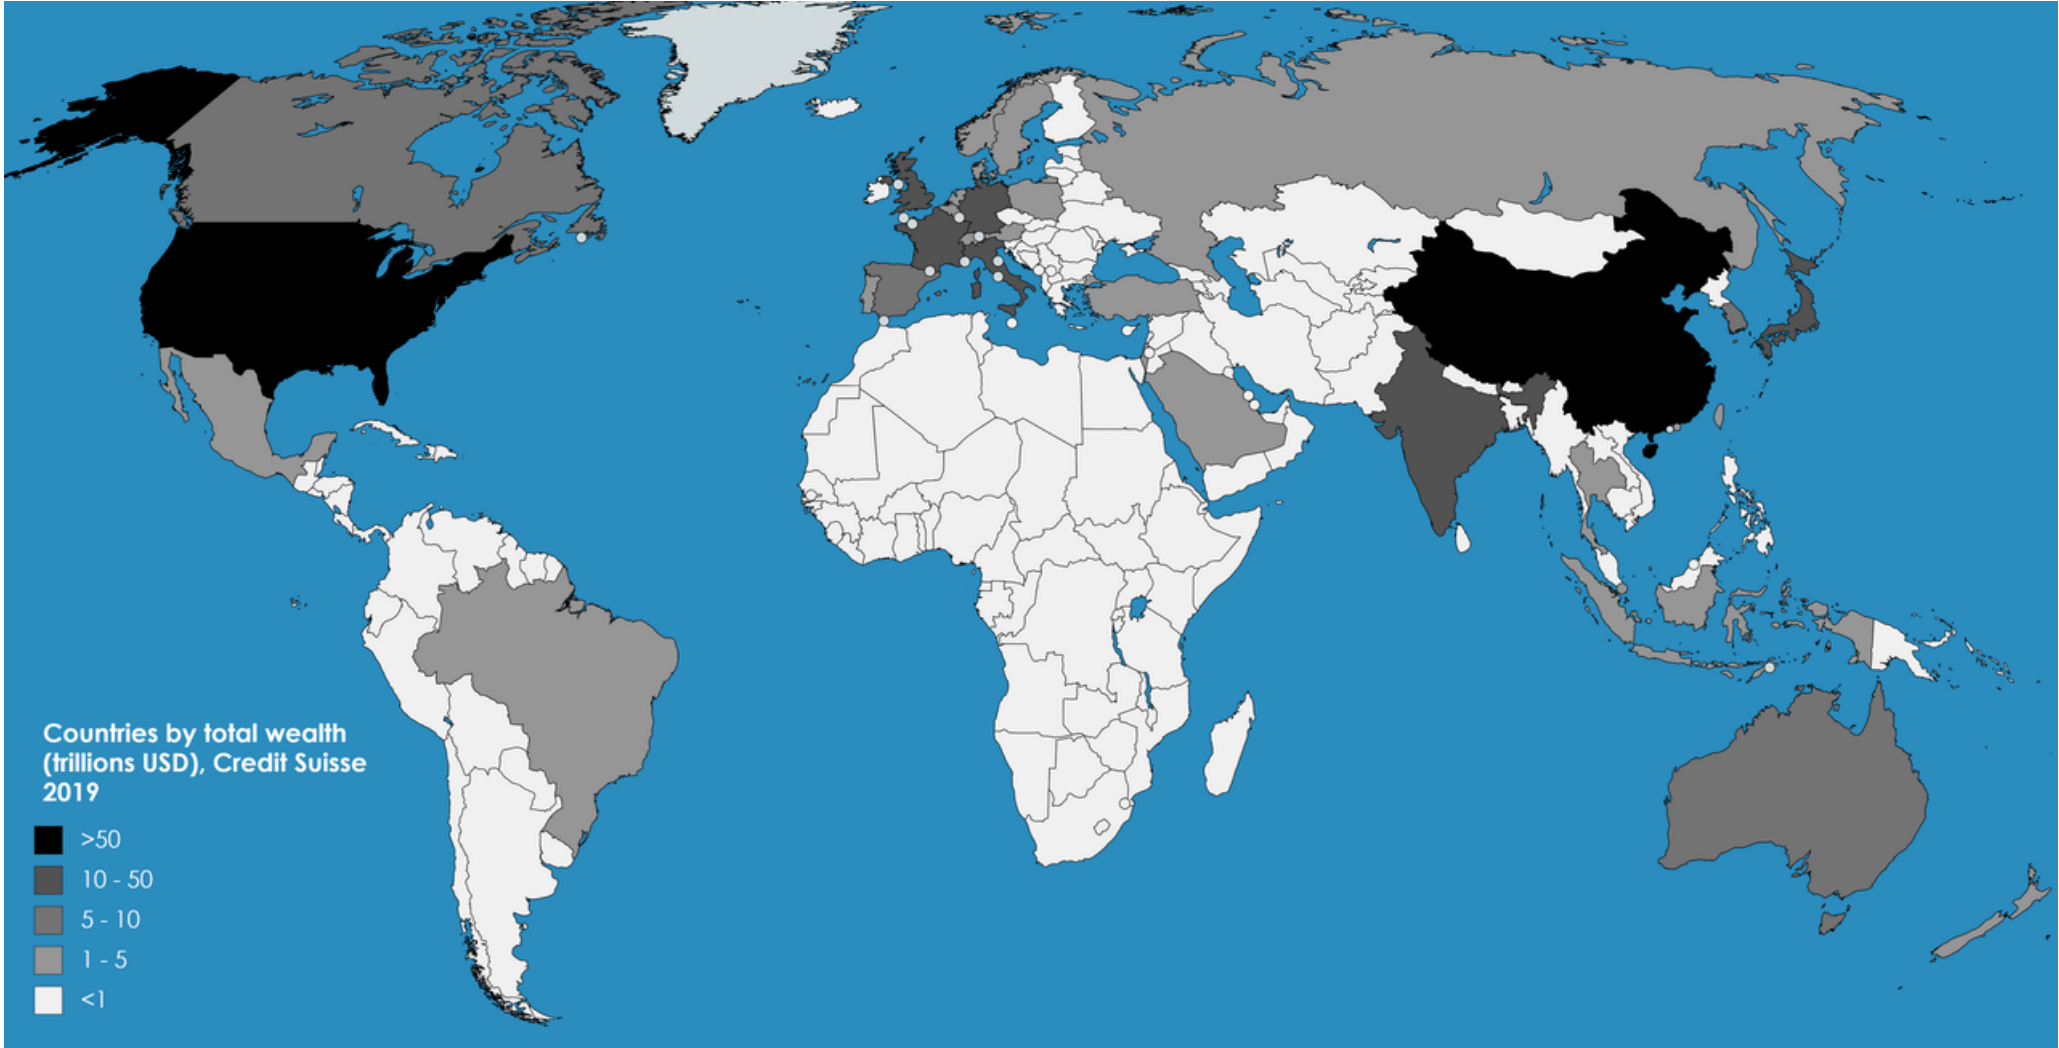 Countries by total wealth
(trillions USD), Credit Suisse
2019
>50
10 - 50
5 - 10
1 - 5
<1